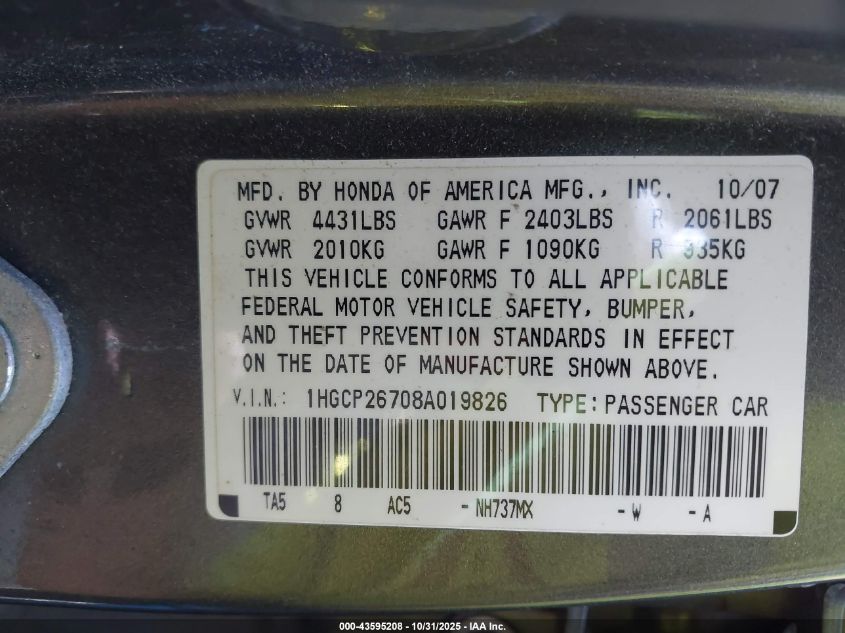 MFD. BY HONDA OF AMERICA MFG., INC. 10/07
GVWR 4431LBS GAWR F 2403LBS R 2061LBS
GVWR 2010KG GAWR F 1090KG R 935KG
THIS VEHICLE CONFORMS TO ALL APPLICABLE
FEDERAL MOTOR VEHICLE SAFETY, BUMPER,
AND THEFT PREVENTION STANDARDS IN EFFECT
ON THE DATE OF MANUFACTURE SHOWN ABOVE.
V.I.N.: 1HGCP26708A019826 TYPE: PASSENGER CAR
TA5 8 AC5 - NH737MX - W - A
000-43595208 - 10/31/2025 - IAA Inc.